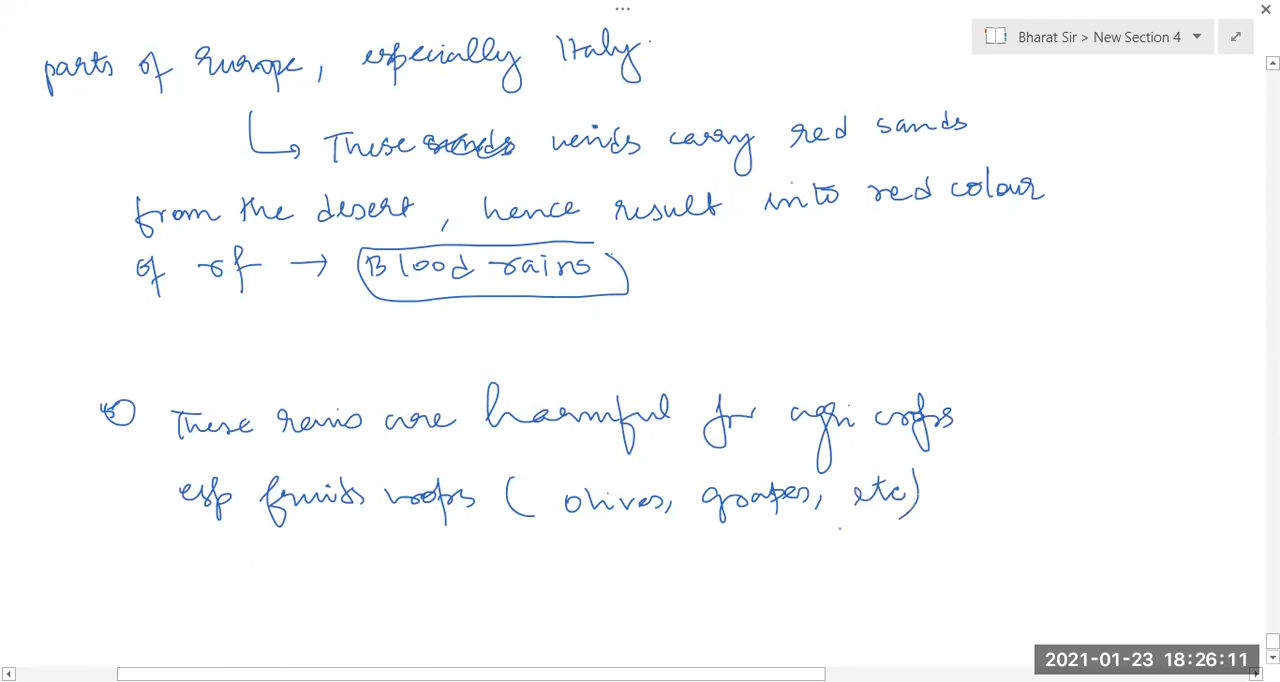 Bharat Sir > New Section 4
parts of Europe, especially Italy.
These winds carry red sands
from the desert, hence result into red colour
of rf → Blood rains
These rains are harmful for agri crops
esp fruits crops (olives, grapes, etc)
2021-01-23 18:26:11